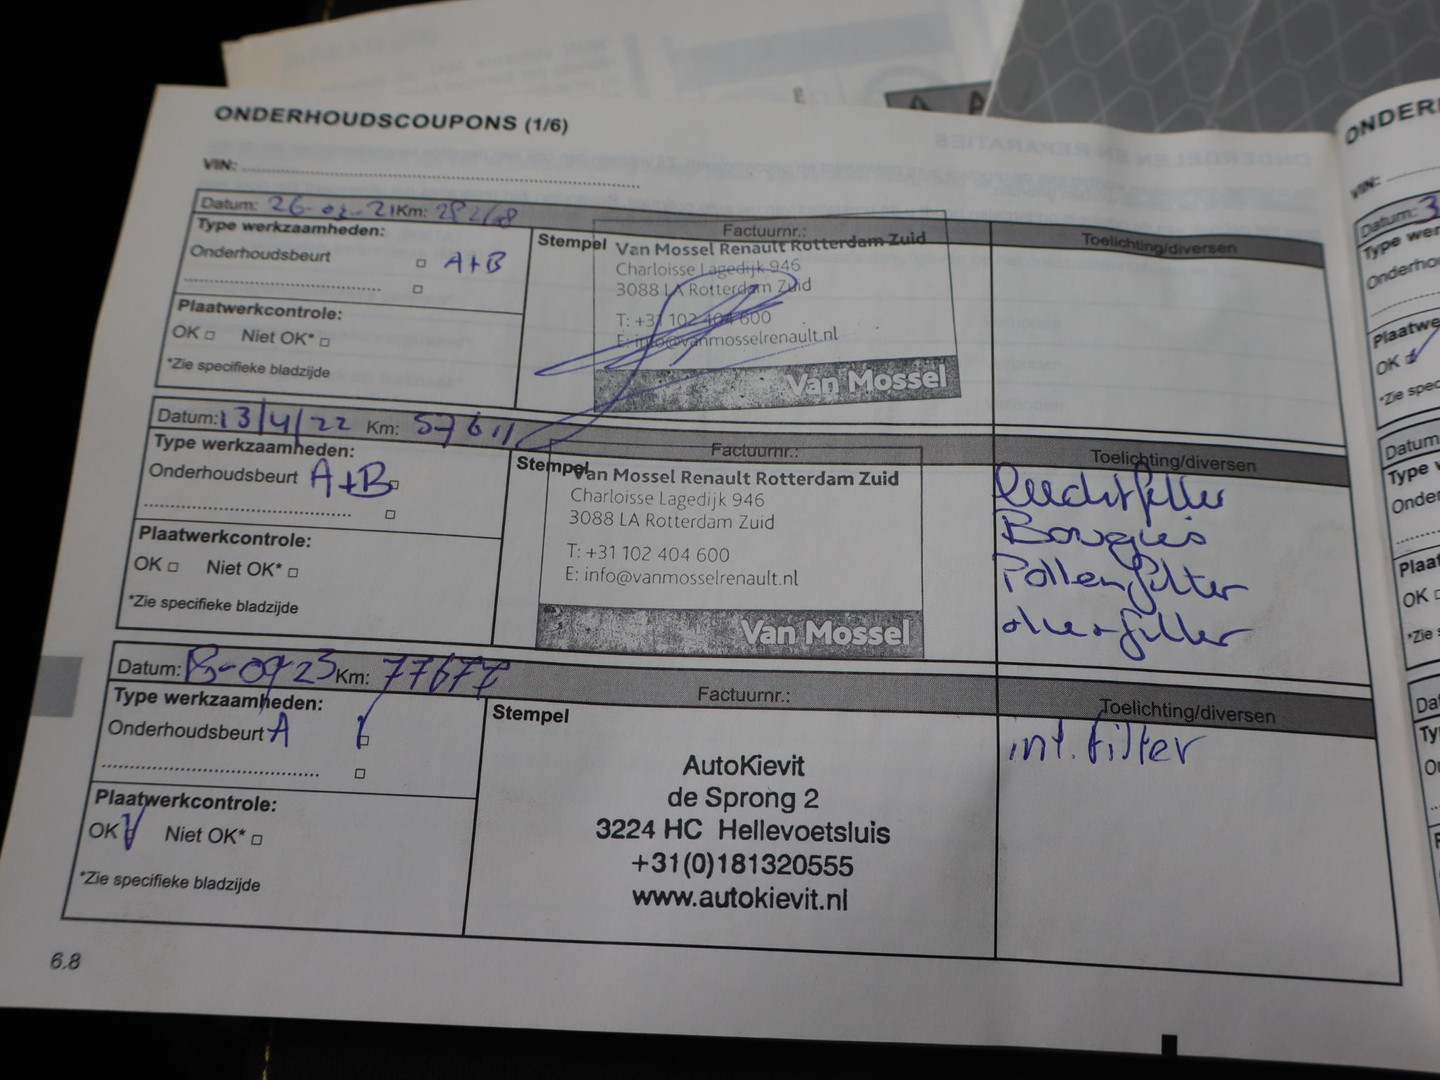 ONDERHOUDSCOUPONS (1/6)
VIN:
Datum: 26-02-21 Km: 28268
Type werkzaamheden:
Onderhoudsbeurt A+B
Plaatwerkcontrole:
OK Niet OK*
*Zie specifieke bladzijde
Stempel
Factuurnr.:
Van Mossel Renault Rotterdam Zuid
Charloisse Lagedijk 946
3088 LA Rotterdam Zuid
T: +31 102 404 600
E: info@vanmosselrenault.nl
Van Mossel
Toelichting/diversen
Datum: 13/4/22 Km: 57611
Type werkzaamheden:
Onderhoudsbeurt A+B
Plaatwerkcontrole:
OK Niet OK*
*Zie specifieke bladzijde
Stempel
Factuurnr.:
Van Mossel Renault Rotterdam Zuid
Charloisse Lagedijk 946
3088 LA Rotterdam Zuid
T: +31 102 404 600
E: info@vanmosselrenault.nl
Van Mossel
Toelichting/diversen
Luchtfilter
Bougies
Pollenfilter
Datum: Km: 77677
Type werkzaamheden:
Onderhoudsbeurt A
Plaatwerkcontrole:
OK Niet OK*
*Zie specifieke bladzijde
Factuurnr.:
Stempel
AutoKievit
de Sprong 2
3224 HC Hellevoetsluis
+31(0)181320555
www.autokievit.nl
Toelichting/diversen
int. filter
6.8